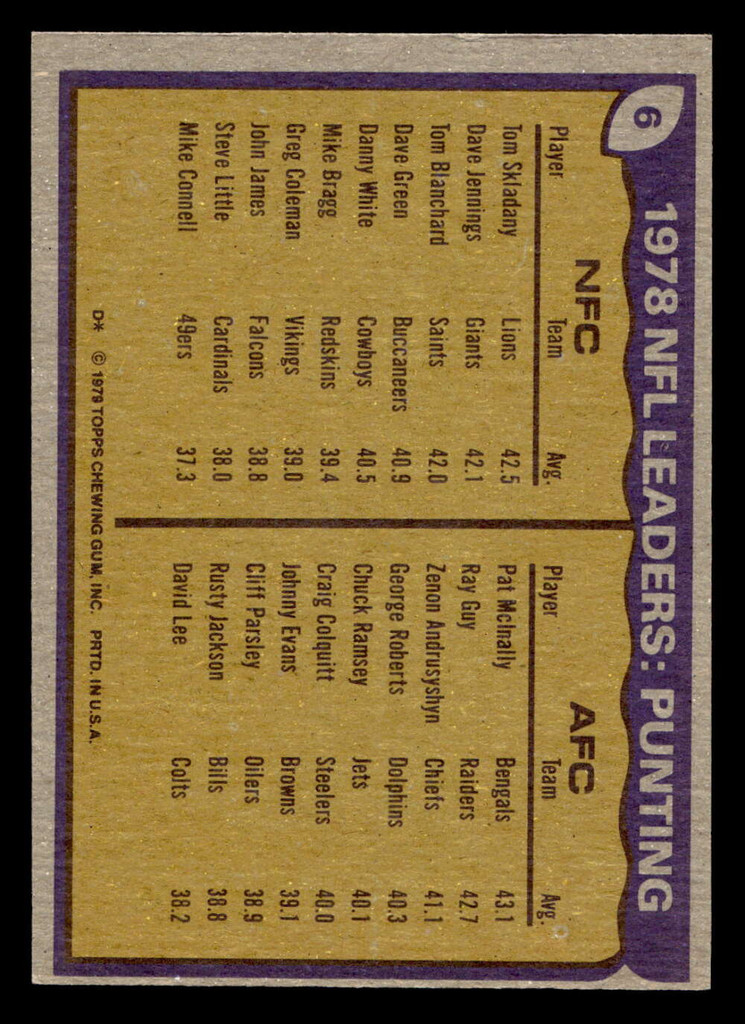 6
1978 NFL LEADERS: PUNTING
NFC
Player Team Avg.
Tom Skladany Lions 42.5
Dave Jennings Giants 42.1
Tom Blanchard Saints 42.0
Dave Green Buccaneers 40.9
Danny White Cowboys 40.5
Mike Bragg Redskins 39.4
Greg Coleman Vikings 39.0
John James Falcons 38.8
Steve Little Cardinals 38.0
Mike Connell 49ers 37.3
AFC
Player Team Avg.
Pat McInally Bengals 43.1
Ray Guy Raiders 42.7
Zenon Andrusyshyn Chiefs 41.1
George Roberts Dolphins 40.3
Chuck Ramsey Jets 40.1
Craig Colquitt Steelers 40.0
Johnny Evans Browns 39.1
Cliff Parsley Oilers 38.9
Rusty Jackson Bills 38.8
David Lee Colts 38.2
D* © 1979 TOPPS CHEWING GUM, INC. PRTD. IN U.S.A.